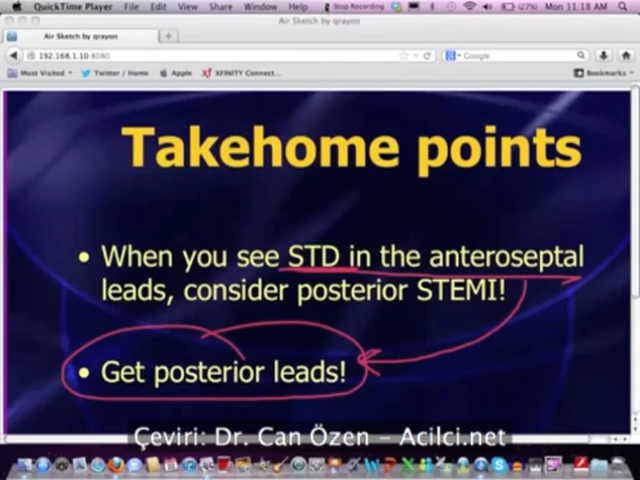 QuickTime Player File Edit View Window Help Stop Recording (27%) Mon 11:18 AM
Air Sketch by qrayon
Air Sketch by qrayon
192.168.1.10:8080 Google
Most Visited Twitter / Home Apple XFINITY Connect... Bookmarks
Takehome points
• When you see STD in the anteroseptal
leads, consider posterior STEMI!
• Get posterior leads!
Çeviri: Dr. Can Özen – Acilci.net